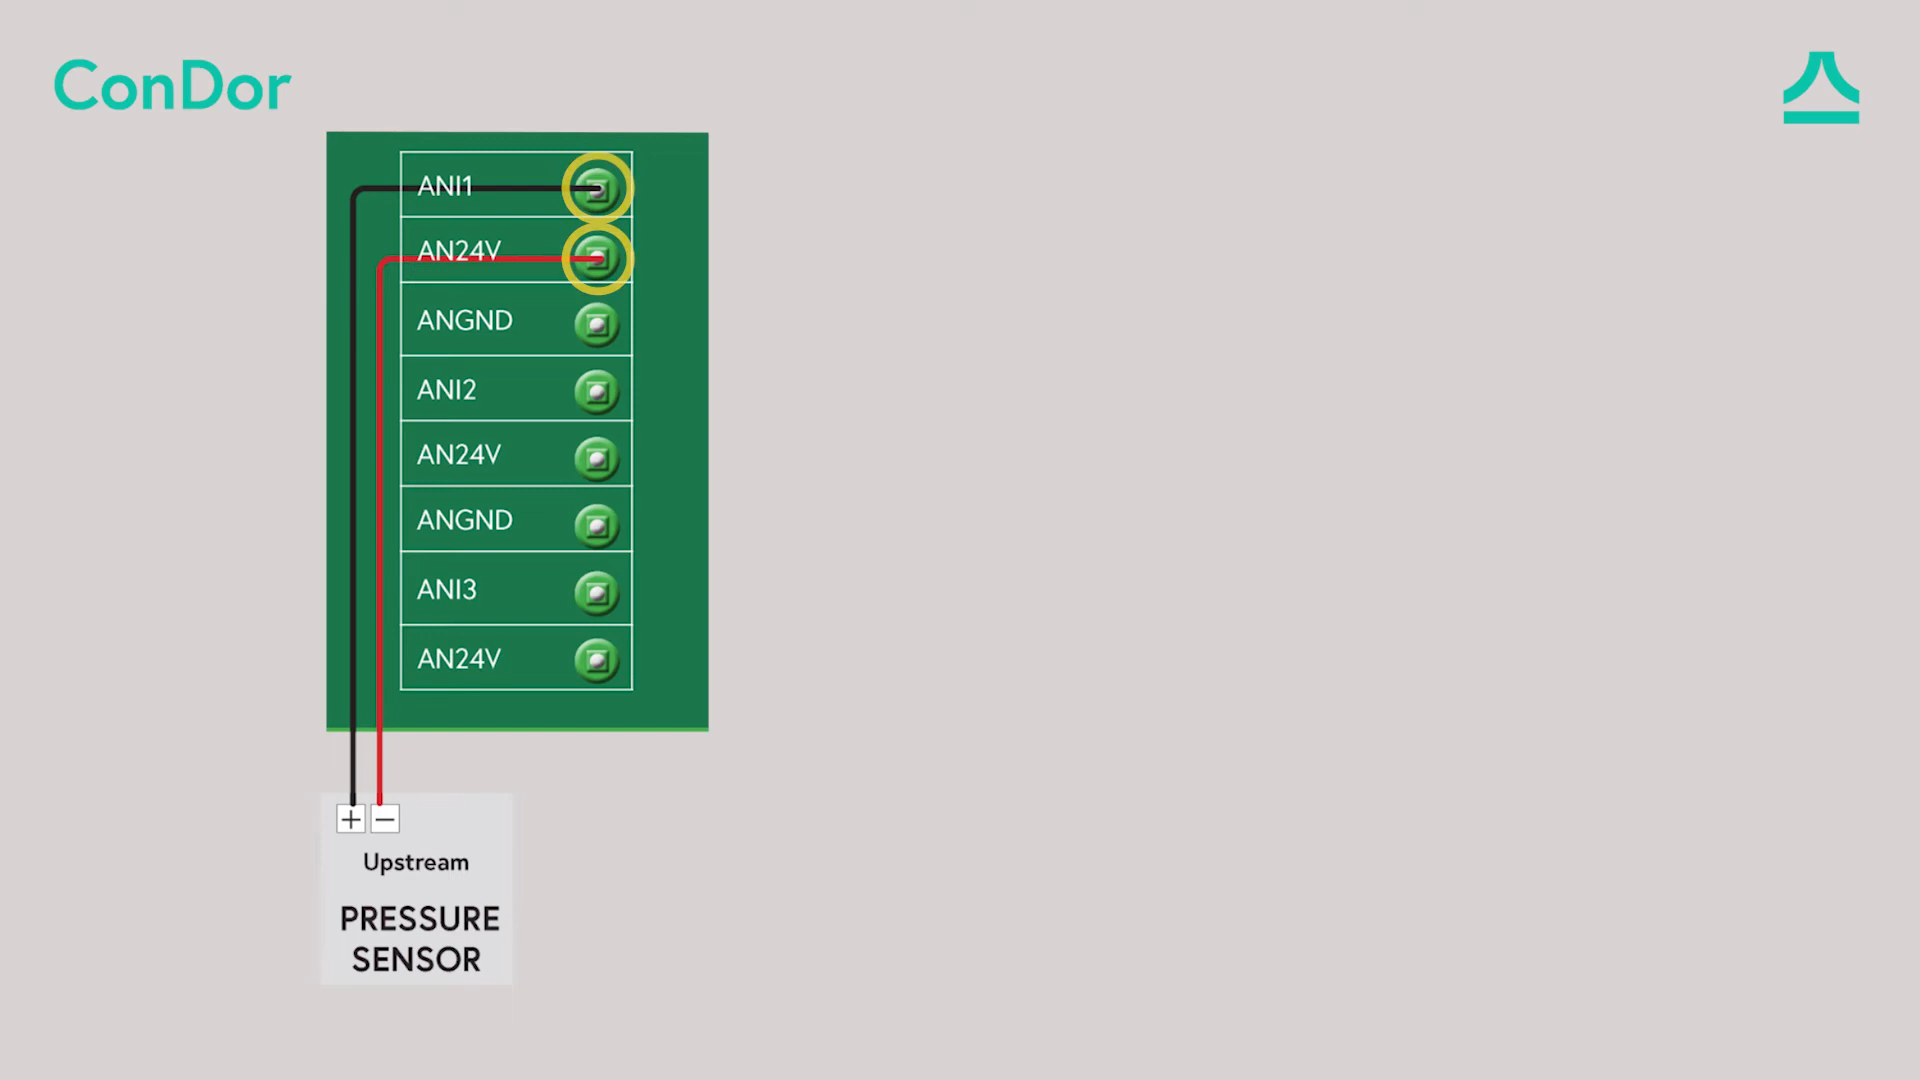 ConDor
ANI1
AN24V
ANGND
ANI2
AN24V
ANGND
ANI3
AN24V
+ −
Upstream
PRESSURE
SENSOR